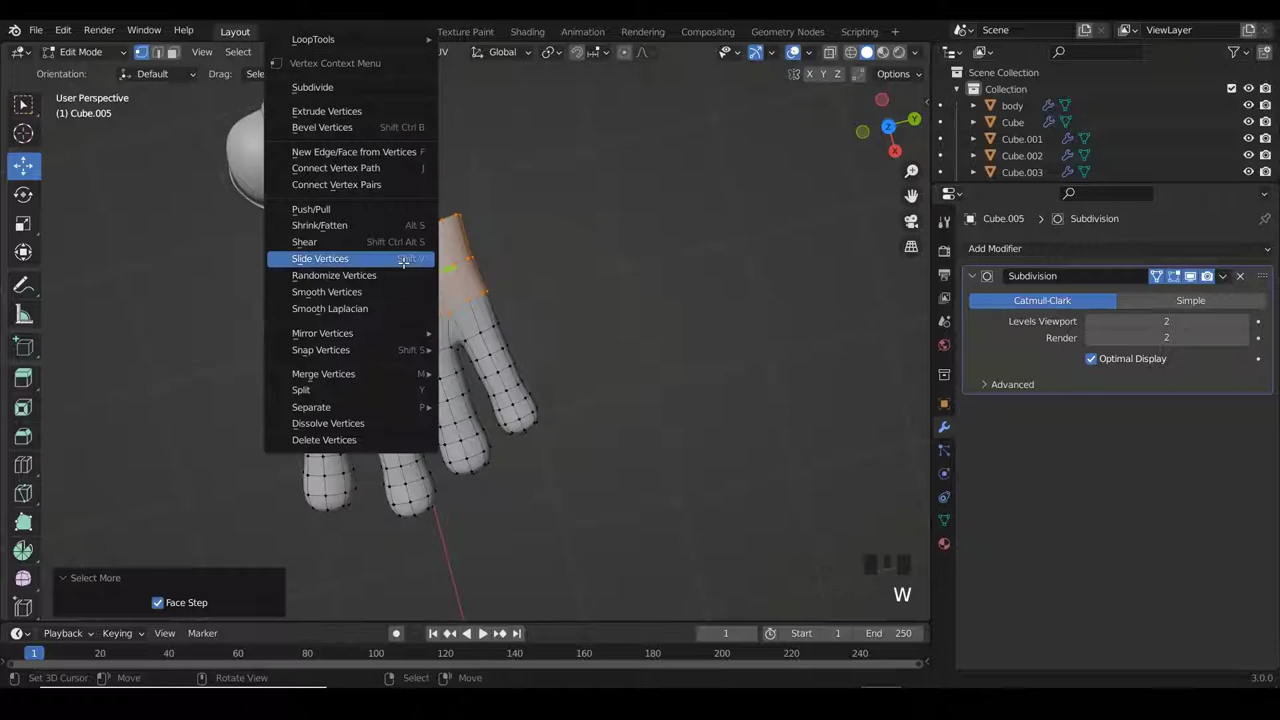 File Edit Render Window Help Layout UV Texture Paint Shading Animation Rendering Compositing Geometry Nodes Scripting + Scene ViewLayer
Edit Mode View Select Global
Orientation: Default Drag: Sele X Y Z Options
User Perspective
(1) Cube.005
LoopTools
Vertex Context Menu
Subdivide
Extrude Vertices
Bevel Vertices Shift Ctrl B
New Edge/Face from Vertices F
Connect Vertex Path J
Connect Vertex Pairs
Push/Pull
Shrink/Fatten Alt S
Shear Shift Ctrl Alt S
Slide Vertices Shift V
Randomize Vertices
Smooth Vertices
Smooth Laplacian
Mirror Vertices
Snap Vertices Shift S
Merge Vertices M
Split Y
Separate P
Dissolve Vertices
Delete Vertices
Z Y X
Select More
Face Step
W
Scene Collection
Collection
body
Cube
Cube.001
Cube.002
Cube.003
Cube.005 Subdivision
Add Modifier
Subdivision
Catmull-Clark Simple
Levels Viewport 2
Render 2
Optimal Display
Advanced
Playback Keying View Marker 1 Start 1 End 250
1 20 40 60 80 100 120 140 160 180 200 220 240
Set 3D Cursor Move Rotate View Select Move 3.0.0